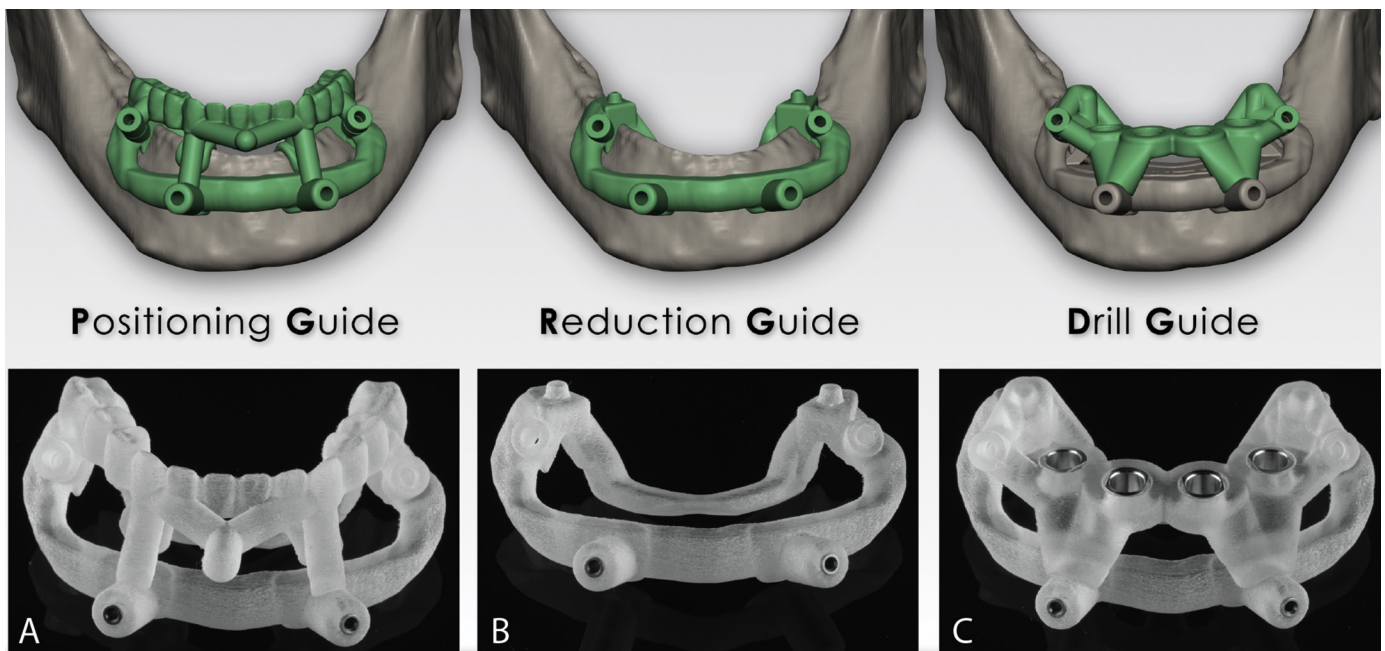 Positioning Guide
Reduction Guide
Drill Guide
A
B
C